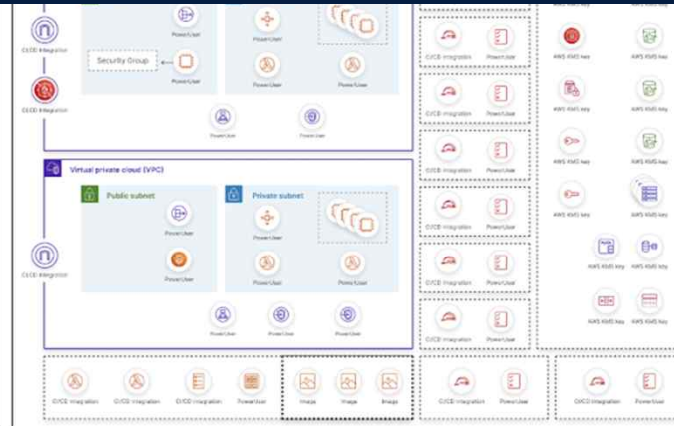 PowerUser
PowerUser
PowerUser
CI/CD Integration
Security Group
PowerUser
PowerUser
PowerUser
CI/CD Integration
PowerUser
PowerUser
Virtual private cloud (VPC)
Public subnet
Private subnet
PowerUser
PowerUser
CI/CD Integration
PowerUser
PowerUser
PowerUser
PowerUser
PowerUser
PowerUser
CI/CD Integration
CI/CD Integration
CI/CD Integration
PowerUser
Image
Image
Image
CI/CD Integration
PowerUser
CI/CD Integration
PowerUser
CI/CD Integration
PowerUser
CI/CD Integration
PowerUser
CI/CD Integration
PowerUser
CI/CD Integration
PowerUser
CI/CD Integration
PowerUser
CI/CD Integration
PowerUser
AWS KMS key
AWS KMS key
AWS KMS key
AWS KMS key
AWS KMS key
AWS KMS key
AWS KMS key
AWS KMS key
AWS KMS key
AWS KMS key
AWS KMS key
AWS KMS key